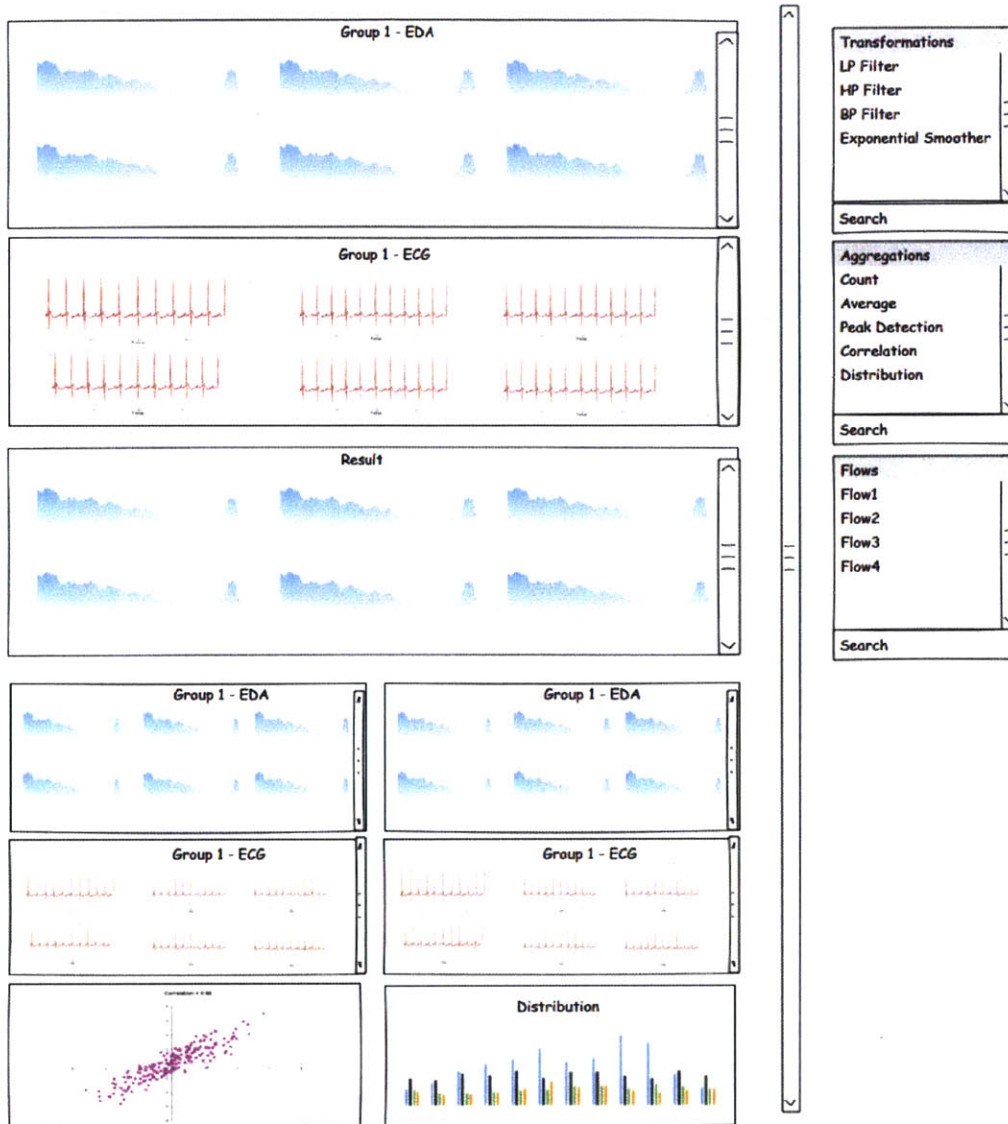 Group 1 - EDA
Group 1 - ECG
Result
Group 1 - EDA
Group 1 - EDA
Group 1 - ECG
Group 1 - ECG
Distribution
Transformations
LP Filter
HP Filter
BP Filter
Exponential Smoother
Search
Aggregations
Count
Average
Peak Detection
Correlation
Distribution
Search
Flows
Flow1
Flow2
Flow3
Flow4
Search